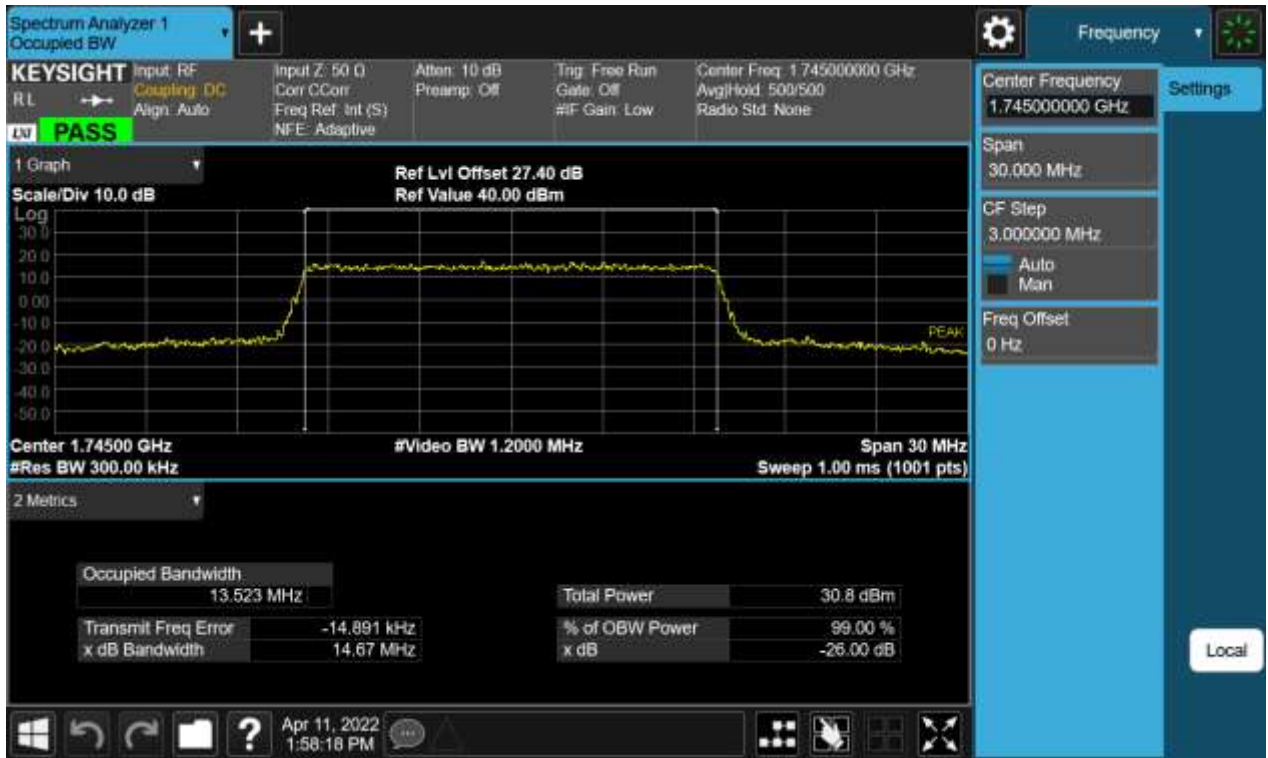 Spectrum Analyzer 1
Occupied BW
+
Frequency
KEYSIGHT
RL
LXI
PASS
Input: RF
Coupling: DC
Align: Auto
Input Z: 50 Ω
Corr CCorr
Freq Ref: Int (S)
NFE: Adaptive
Atten: 10 dB
Preamp: Off
Trig: Free Run
Gate: Off
#IF Gain: Low
Center Freq: 1.745000000 GHz
Avg|Hold: 500/500
Radio Std: None
Center Frequency
1.745000000 GHz
Settings
Span
30.000 MHz
CF Step
3.000000 MHz
Auto
Man
Freq Offset
0 Hz
1 Graph
Scale/Div 10.0 dB
Ref Lvl Offset 27.40 dB
Ref Value 40.00 dBm
Log
30.0
20.0
10.0
0.00
-10.0
-20.0
-30.0
-40.0
-50.0
PEAK
Center 1.74500 GHz
#Video BW 1.2000 MHz
Span 30 MHz
#Res BW 300.00 kHz
Sweep 1.00 ms (1001 pts)
2 Metrics
Occupied Bandwidth
13.523 MHz
Total Power 30.8 dBm
Transmit Freq Error -14.891 kHz
% of OBW Power 99.00 %
x dB Bandwidth 14.67 MHz
x dB -26.00 dB
Local
?
Apr 11, 2022
1:58:18 PM